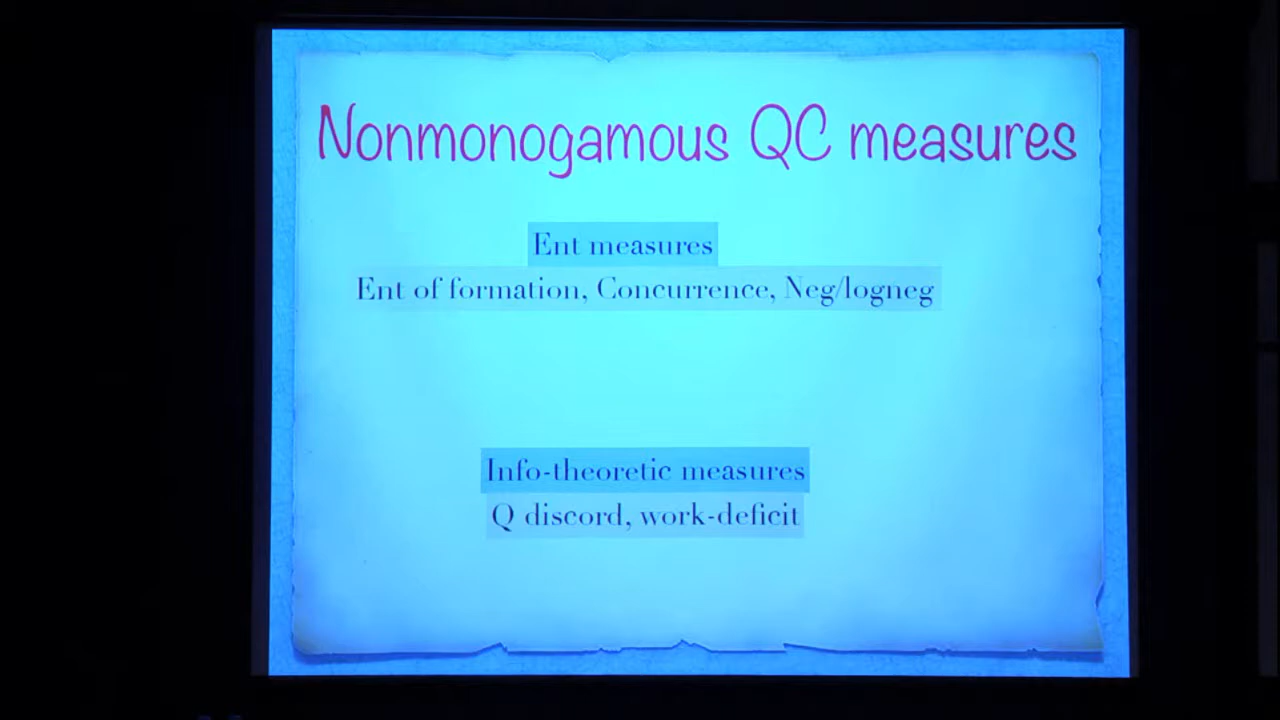 Nonmonogamous QC measures
Ent measures
Ent of formation, Concurrence, Neg/logneg
Info-theoretic measures
Q discord, work-deficit